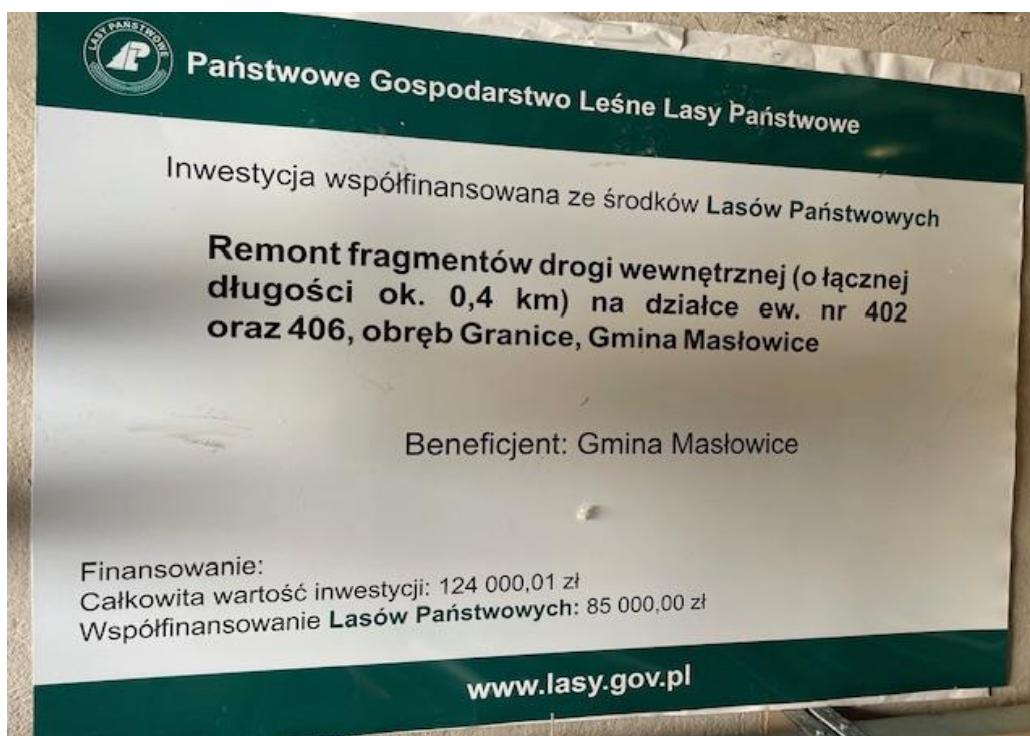 LASY PAŃSTWOWE
Państwowe Gospodarstwo Leśne Lasy Państwowe
Inwestycja współfinansowana ze środków Lasów Państwowych
Remont fragmentów drogi wewnętrznej (o łącznej
długości ok. 0,4 km) na działce ew. nr 402
oraz 406, obręb Granice, Gmina Masłowice
Beneficjent: Gmina Masłowice
Finansowanie:
Całkowita wartość inwestycji: 124 000,01 zł
Współfinansowanie Lasów Państwowych: 85 000,00 zł
www.lasy.gov.pl